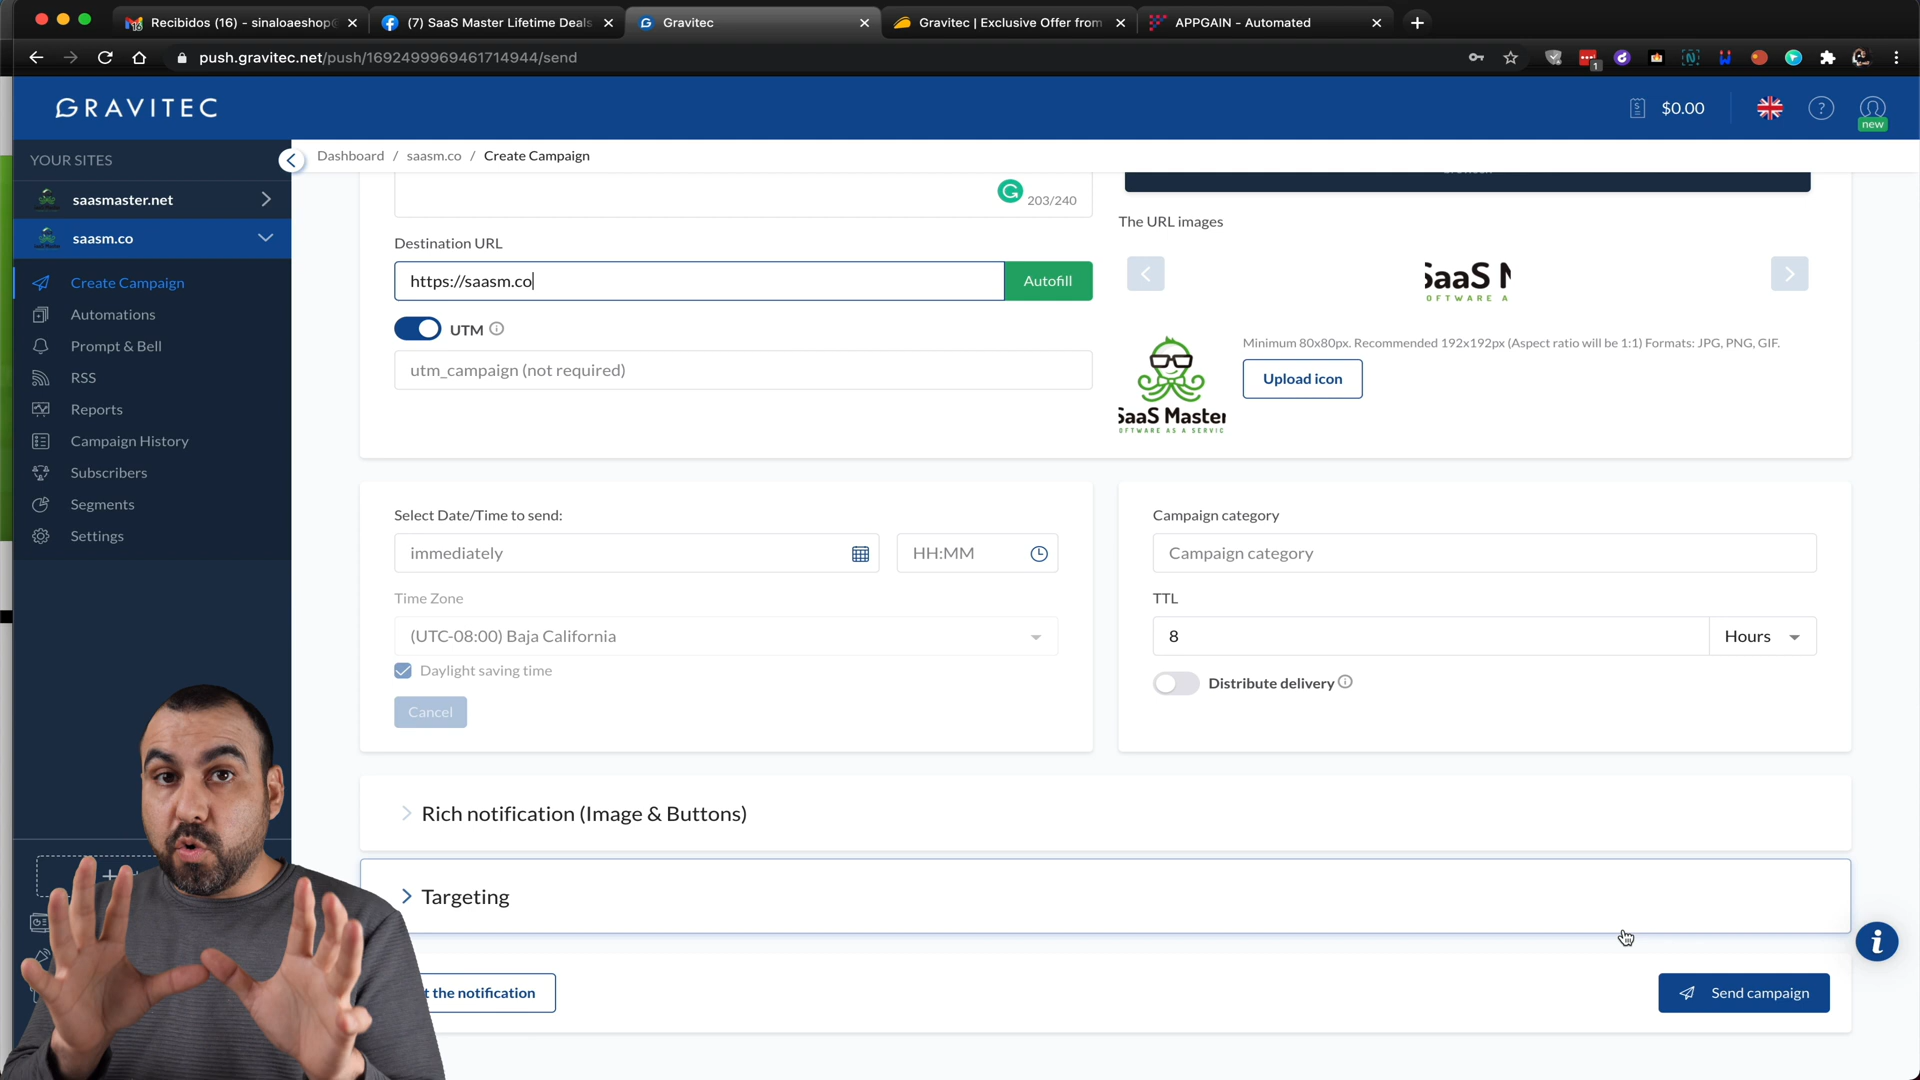 Recibidos (16) - sinaloaeshop@
(7) SaaS Master Lifetime Deals
Gravitec
Gravitec | Exclusive Offer from
APPGAIN - Automated
push.gravitec.net/push/1692499969461714944/send
1
GRAVITEC
$0.00
new
YOUR SITES
Dashboard / saasm.co / Create Campaign
saasmaster.net
saasm.co
Create Campaign
Automations
Prompt & Bell
RSS
Reports
Campaign History
Subscribers
Segments
Settings
203/240
Destination URL
https://saasm.co
Autofill
UTM
utm_campaign (not required)
The URL images
SaaS M
OFTWARE A
Minimum 80x80px. Recommended 192x192px (Aspect ratio will be 1:1) Formats: JPG, PNG, GIF.
Upload icon
SaaS Master
OFTWARE AS A SERVIC
Select Date/Time to send:
immediately
HH:MM
Time Zone
(UTC-08:00) Baja California
Daylight saving time
Cancel
Campaign category
Campaign category
TTL
8
Hours
Distribute delivery
Rich notification (Image & Buttons)
Targeting
t the notification
Send campaign